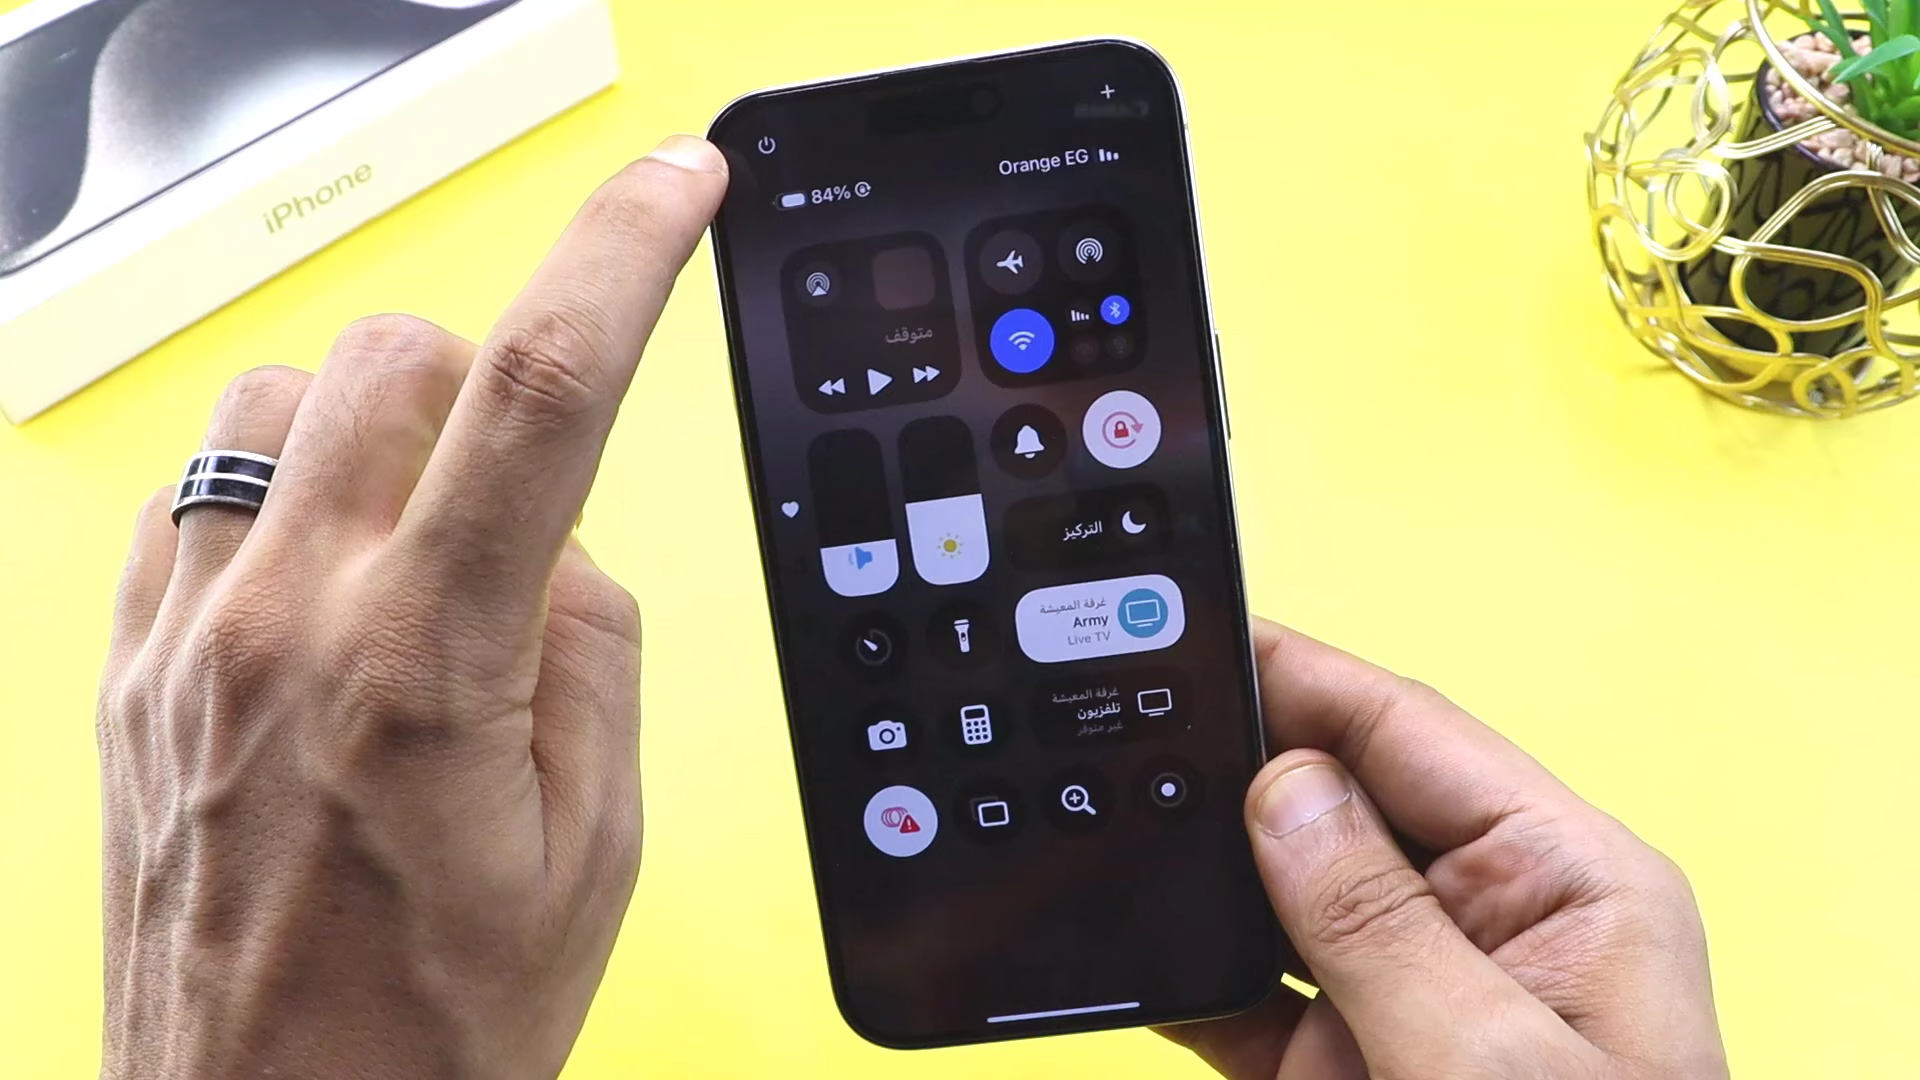 iPhone
Orange EG
84%
متوقف
التركيز
غرفة المعيشة
Army
Live TV
غرفة المعيشة
تلفزيون
غير متوفر